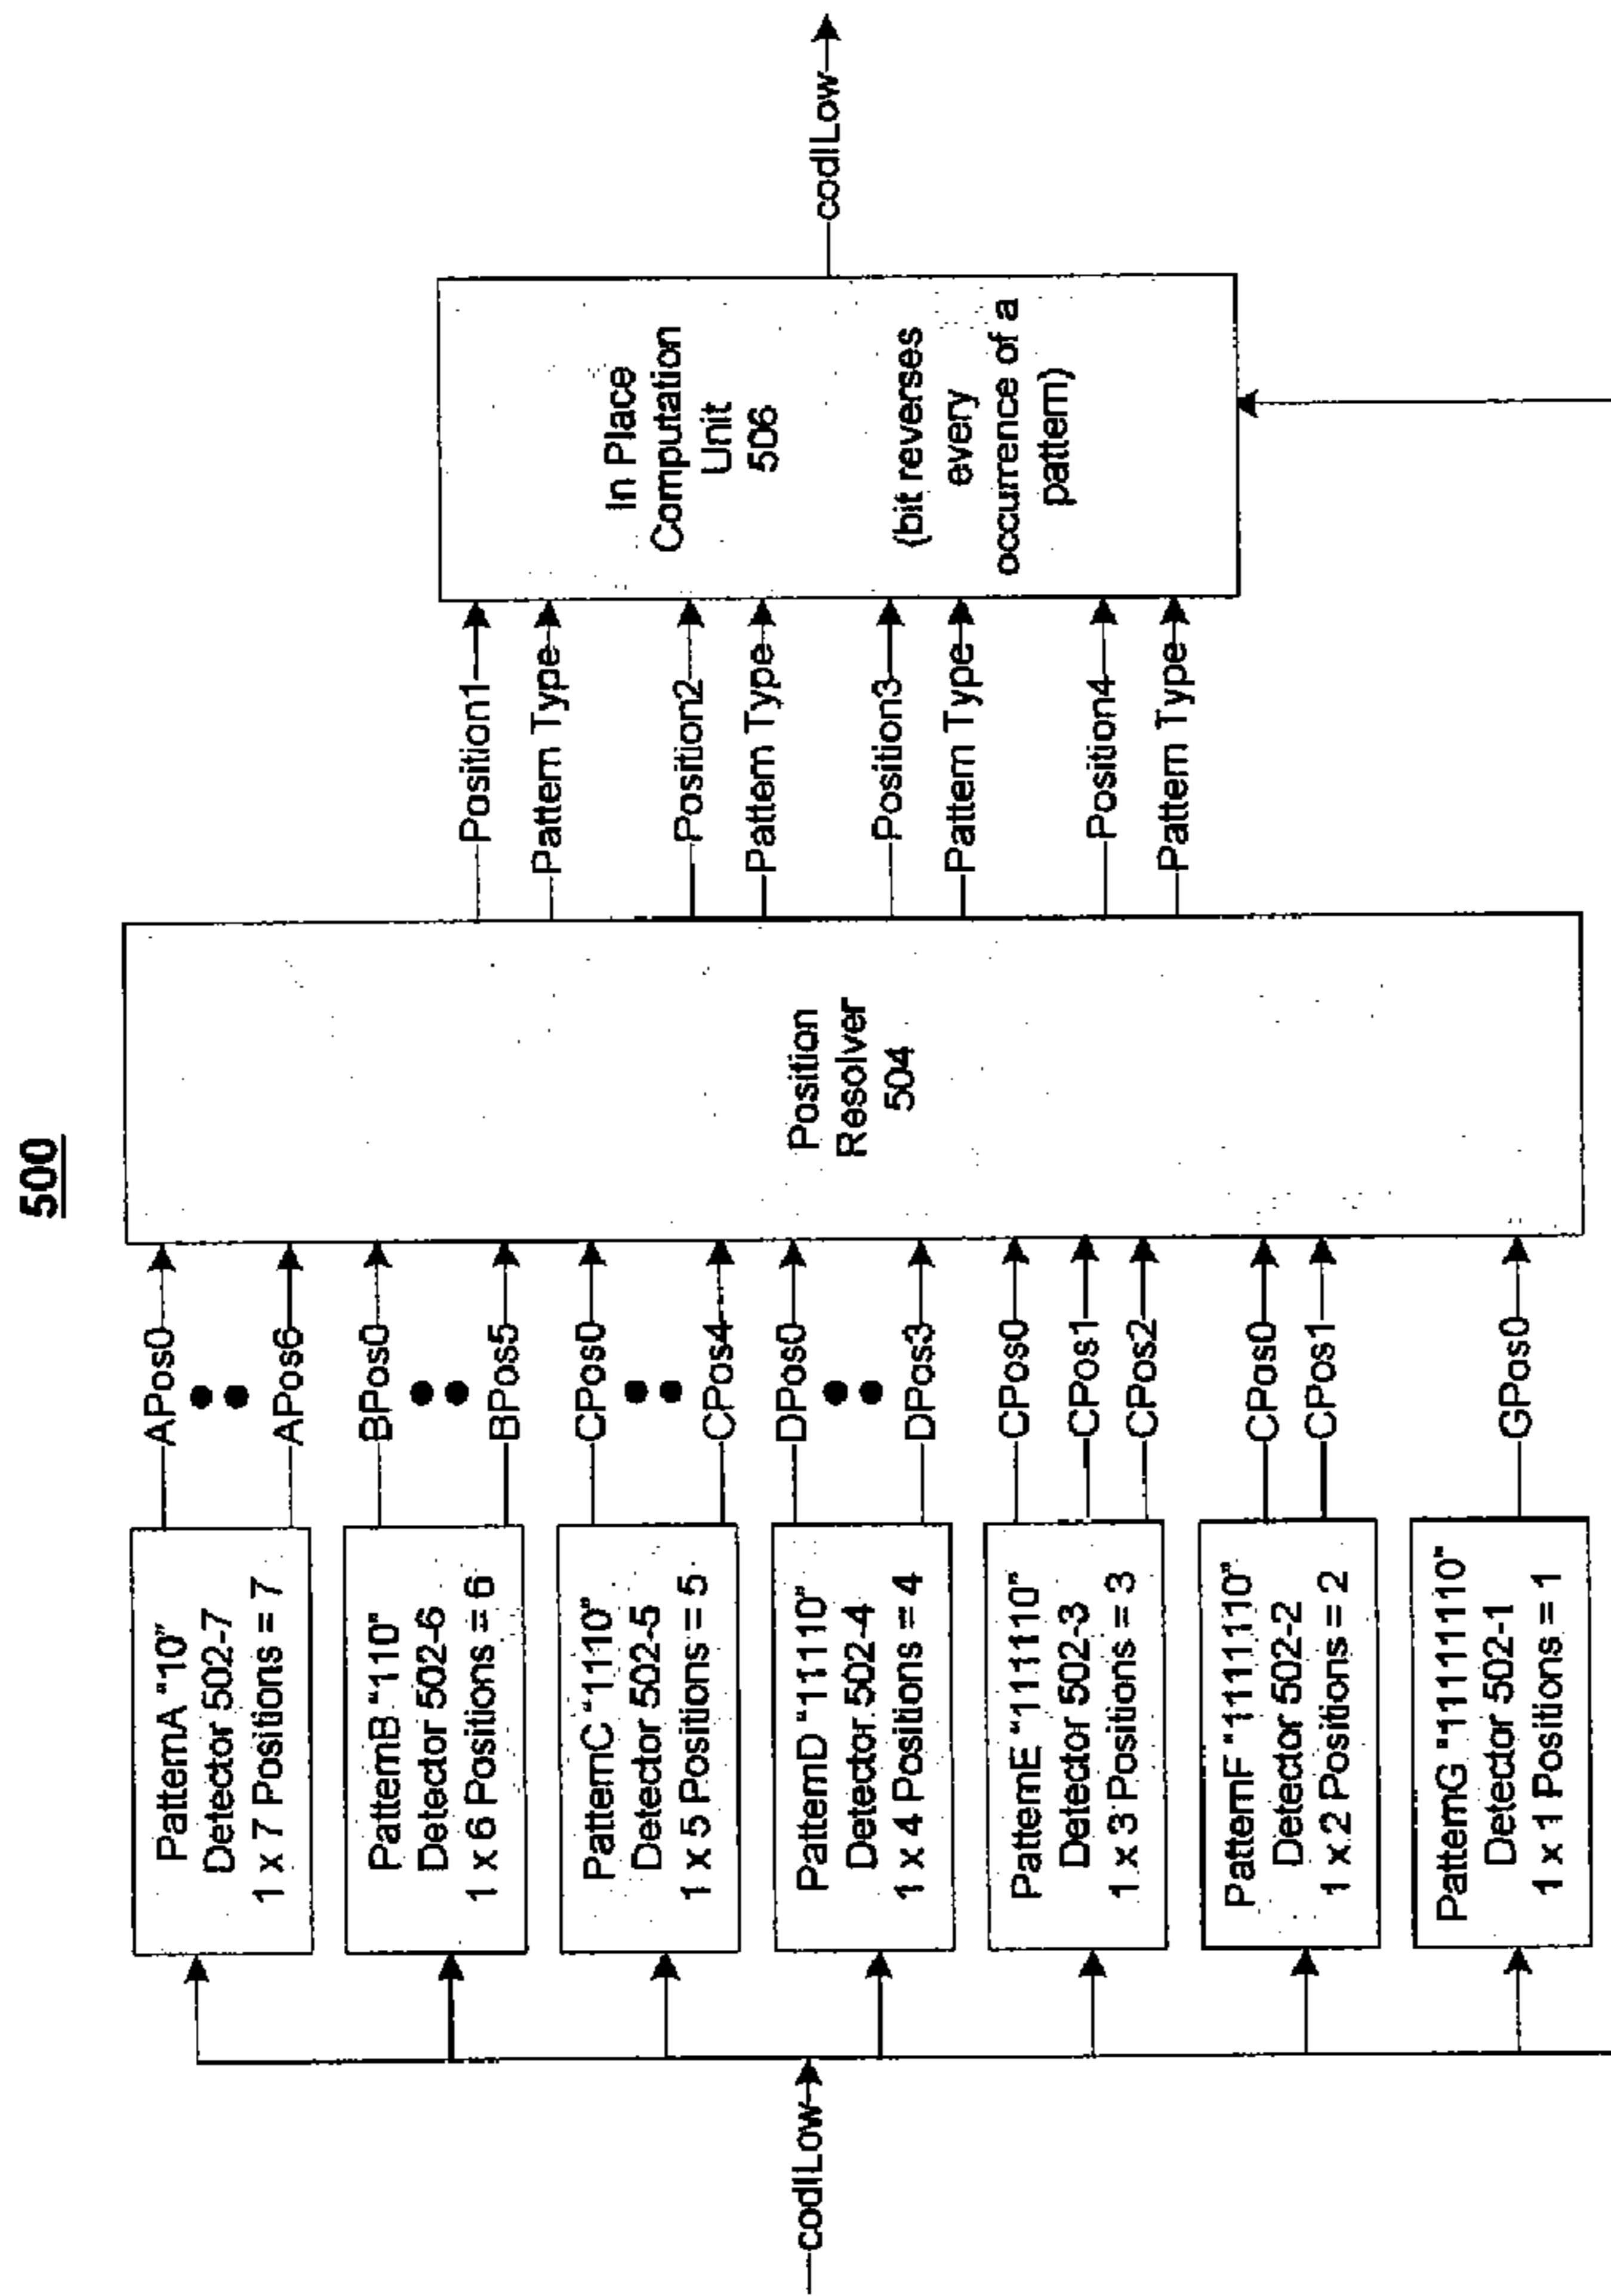 500
codILow
PatternA "10"
Detector 502-7
1 x 7 Positions = 7
APos0
APos6
PatternB "110"
Detector 502-6
1 x 6 Positions = 6
BPos0
BPos5
PatternC "1110"
Detector 502-5
1 x 5 Positions = 5
CPos0
CPos4
PatternD "11110"
Detector 502-4
1 x 4 Positions = 4
DPos0
DPos3
PatternE "111110"
Detector 502-3
1 x 3 Positions = 3
CPos0
CPos1
CPos2
PatternF "1111110"
Detector 502-2
1 x 2 Positions = 2
CPos0
CPos1
PatternG "11111110"
Detector 502-1
1 x 1 Positions = 1
GPos0
Position
Resolver
504
Position1
Pattern Type
Position2
Pattern Type
Position3
Pattern Type
Position4
Pattern Type
In Place
Computation
Unit
506
(bit reverses
every
occurrence of a
pattern)
codILow